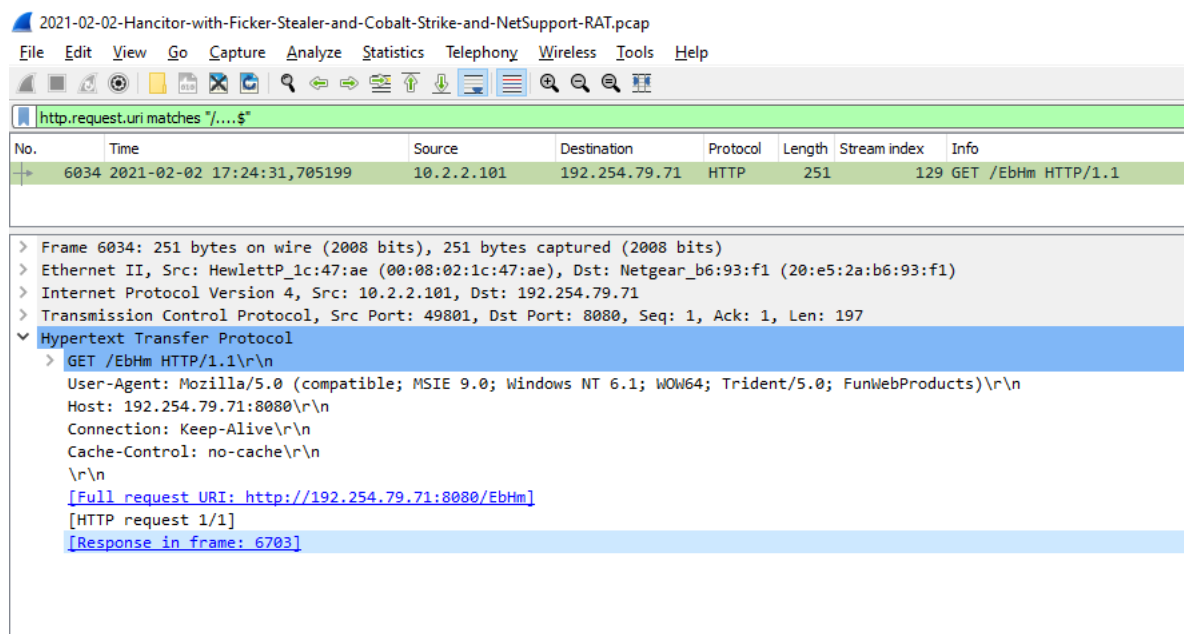 2021-02-02-Hancitor-with-Ficker-Stealer-and-Cobalt-Strike-and-NetSupport-RAT.pcap
File Edit View Go Capture Analyze Statistics Telephony Wireless Tools Help
http.request.uri matches "/....$"
No. Time Source Destination Protocol Length Stream index Info
6034 2021-02-02 17:24:31,705199 10.2.2.101 192.254.79.71 HTTP 251 129 GET /EbHm HTTP/1.1
> Frame 6034: 251 bytes on wire (2008 bits), 251 bytes captured (2008 bits)
> Ethernet II, Src: HewlettP_1c:47:ae (00:08:02:1c:47:ae), Dst: Netgear_b6:93:f1 (20:e5:2a:b6:93:f1)
> Internet Protocol Version 4, Src: 10.2.2.101, Dst: 192.254.79.71
> Transmission Control Protocol, Src Port: 49801, Dst Port: 8080, Seq: 1, Ack: 1, Len: 197
Hypertext Transfer Protocol
> GET /EbHm HTTP/1.1\r\n
User-Agent: Mozilla/5.0 (compatible; MSIE 9.0; Windows NT 6.1; WOW64; Trident/5.0; FunWebProducts)\r\n
Host: 192.254.79.71:8080\r\n
Connection: Keep-Alive\r\n
Cache-Control: no-cache\r\n
\r\n
[Full request URI: http://192.254.79.71:8080/EbHm]
[HTTP request 1/1]
[Response in frame: 6703]